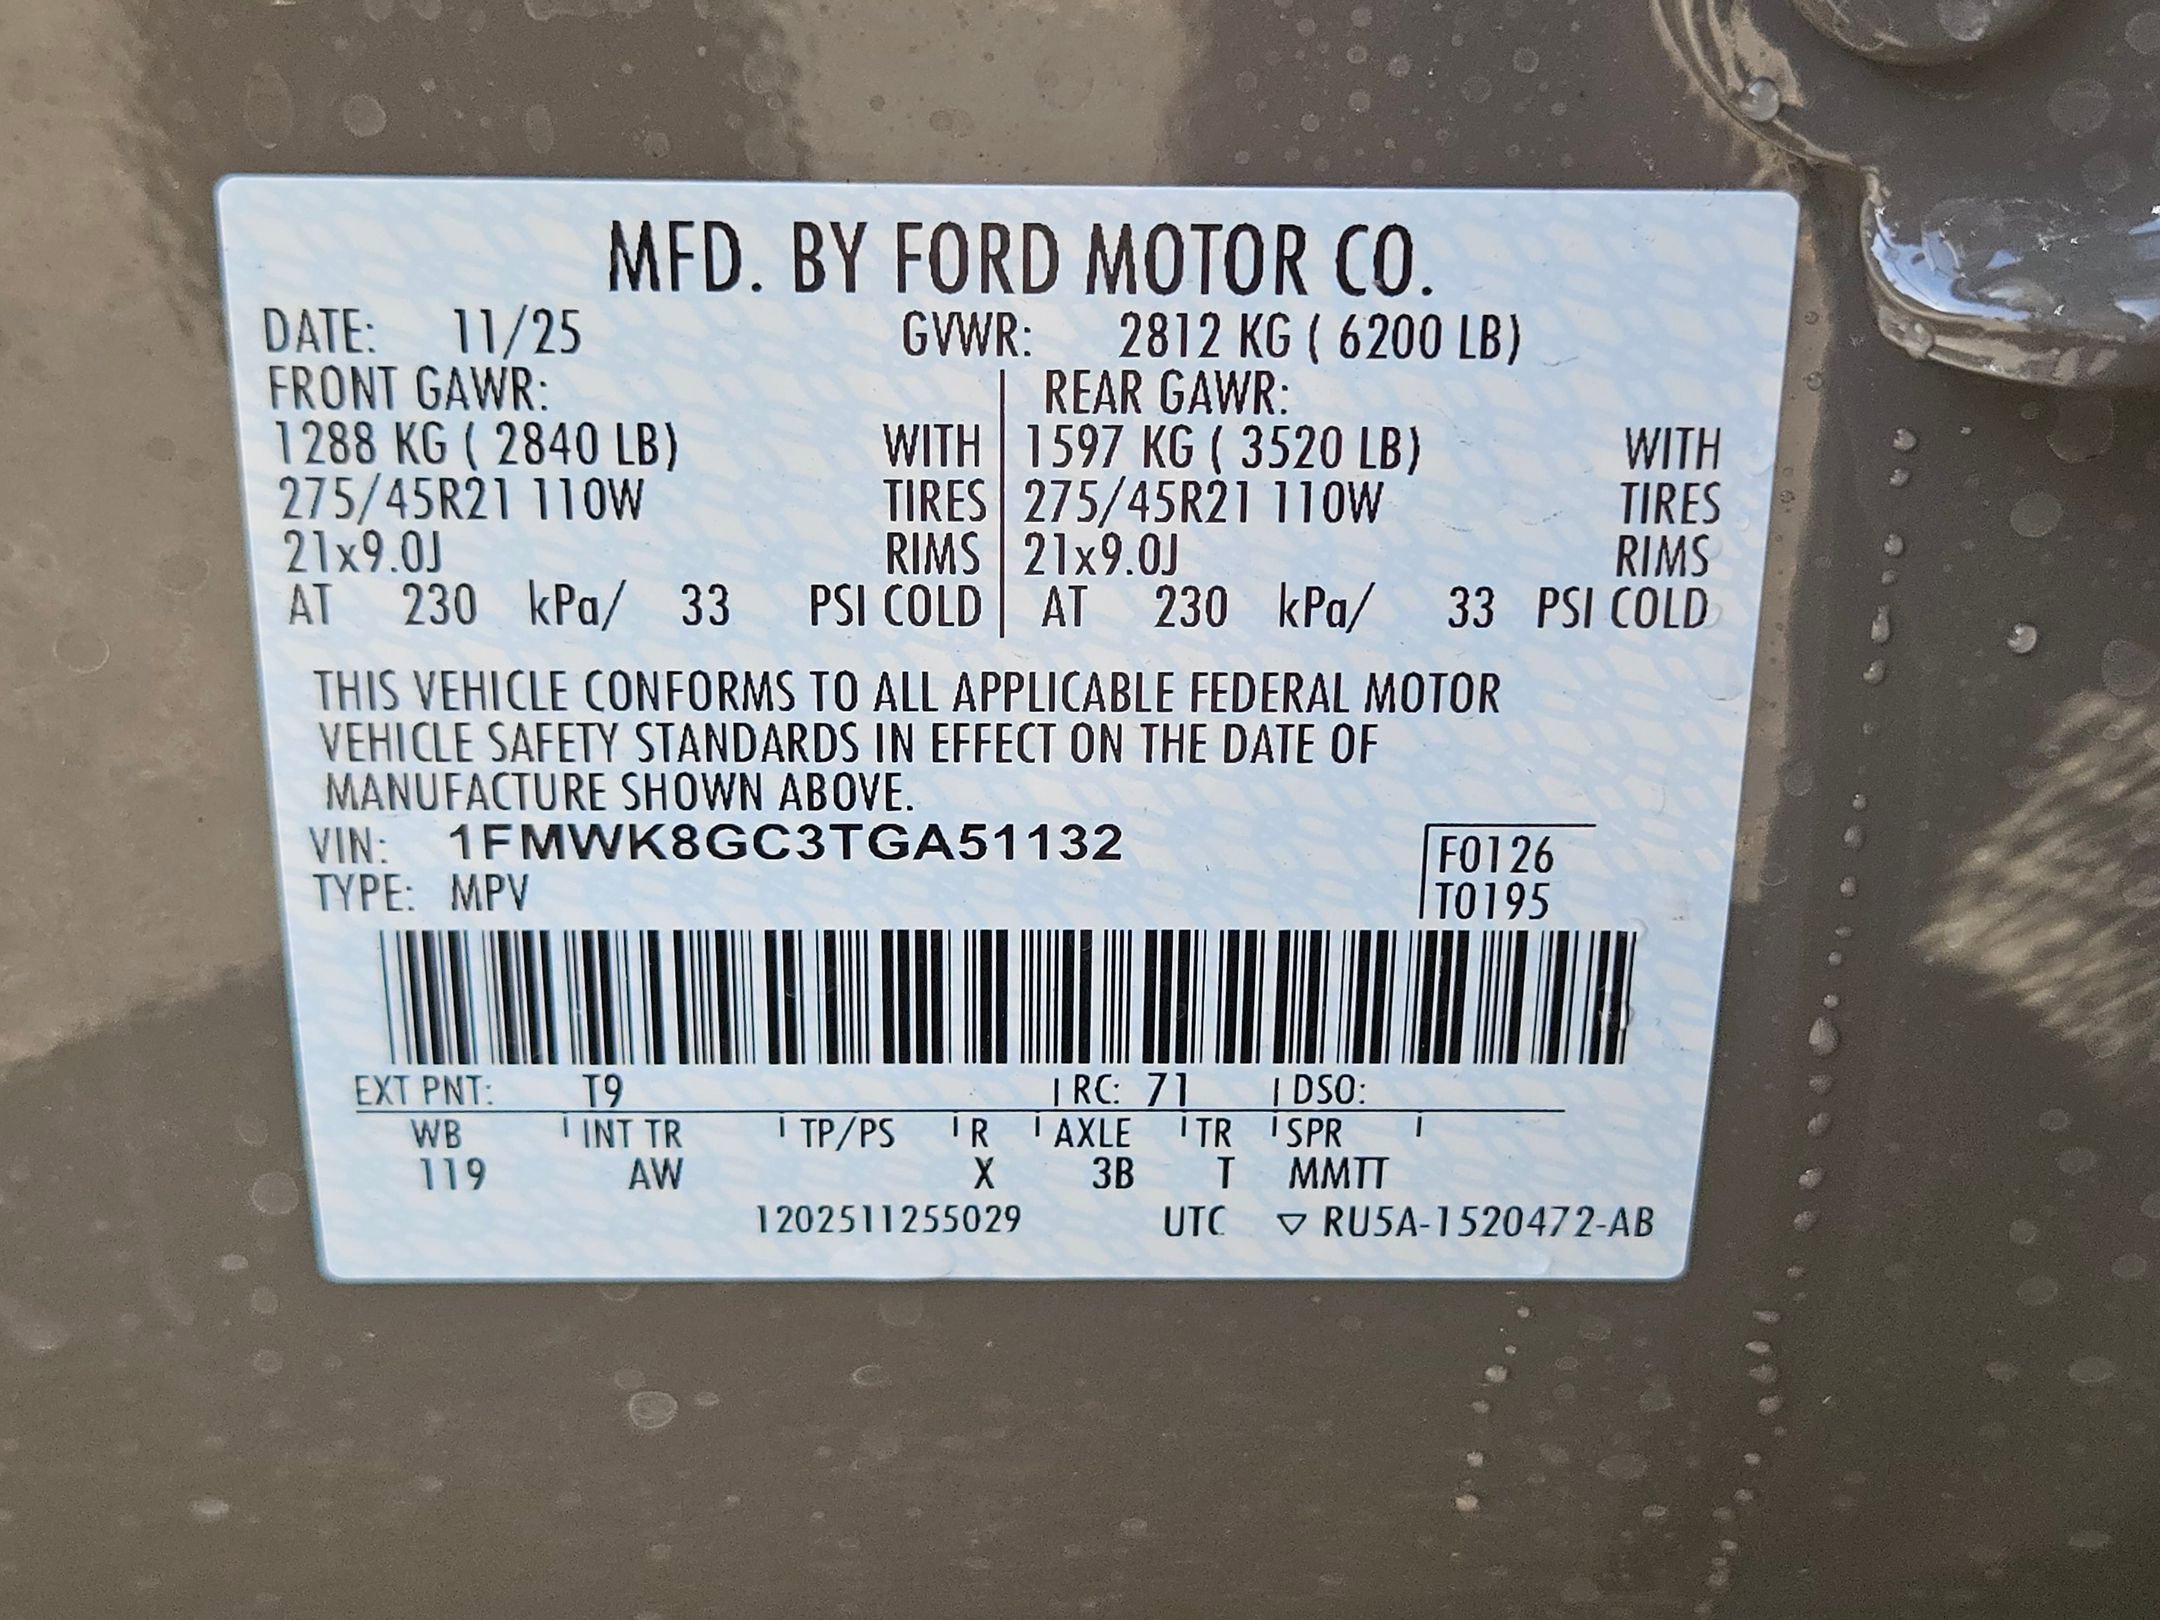 MFD. BY FORD MOTOR CO.
DATE: 11/25 GVWR: 2812 KG ( 6200 LB)
FRONT GAWR: REAR GAWR:
1288 KG ( 2840 LB) WITH 1597 KG ( 3520 LB) WITH
275/45R21 110W TIRES 275/45R21 110W TIRES
21x9.0J RIMS 21x9.0J RIMS
AT 230 kPa/ 33 PSI COLD AT 230 kPa/ 33 PSI COLD
THIS VEHICLE CONFORMS TO ALL APPLICABLE FEDERAL MOTOR
VEHICLE SAFETY STANDARDS IN EFFECT ON THE DATE OF
MANUFACTURE SHOWN ABOVE.
VIN: 1FMWK8GC3TGA51132 F0126
TYPE: MPV T0195
EXT PNT: T9 RC: 71 DSO:
WB INT TR TP/PS R AXLE TR SPR
119 AW X 3B T MMTT
1202511255029 UTC ▽ RU5A-1520472-AB